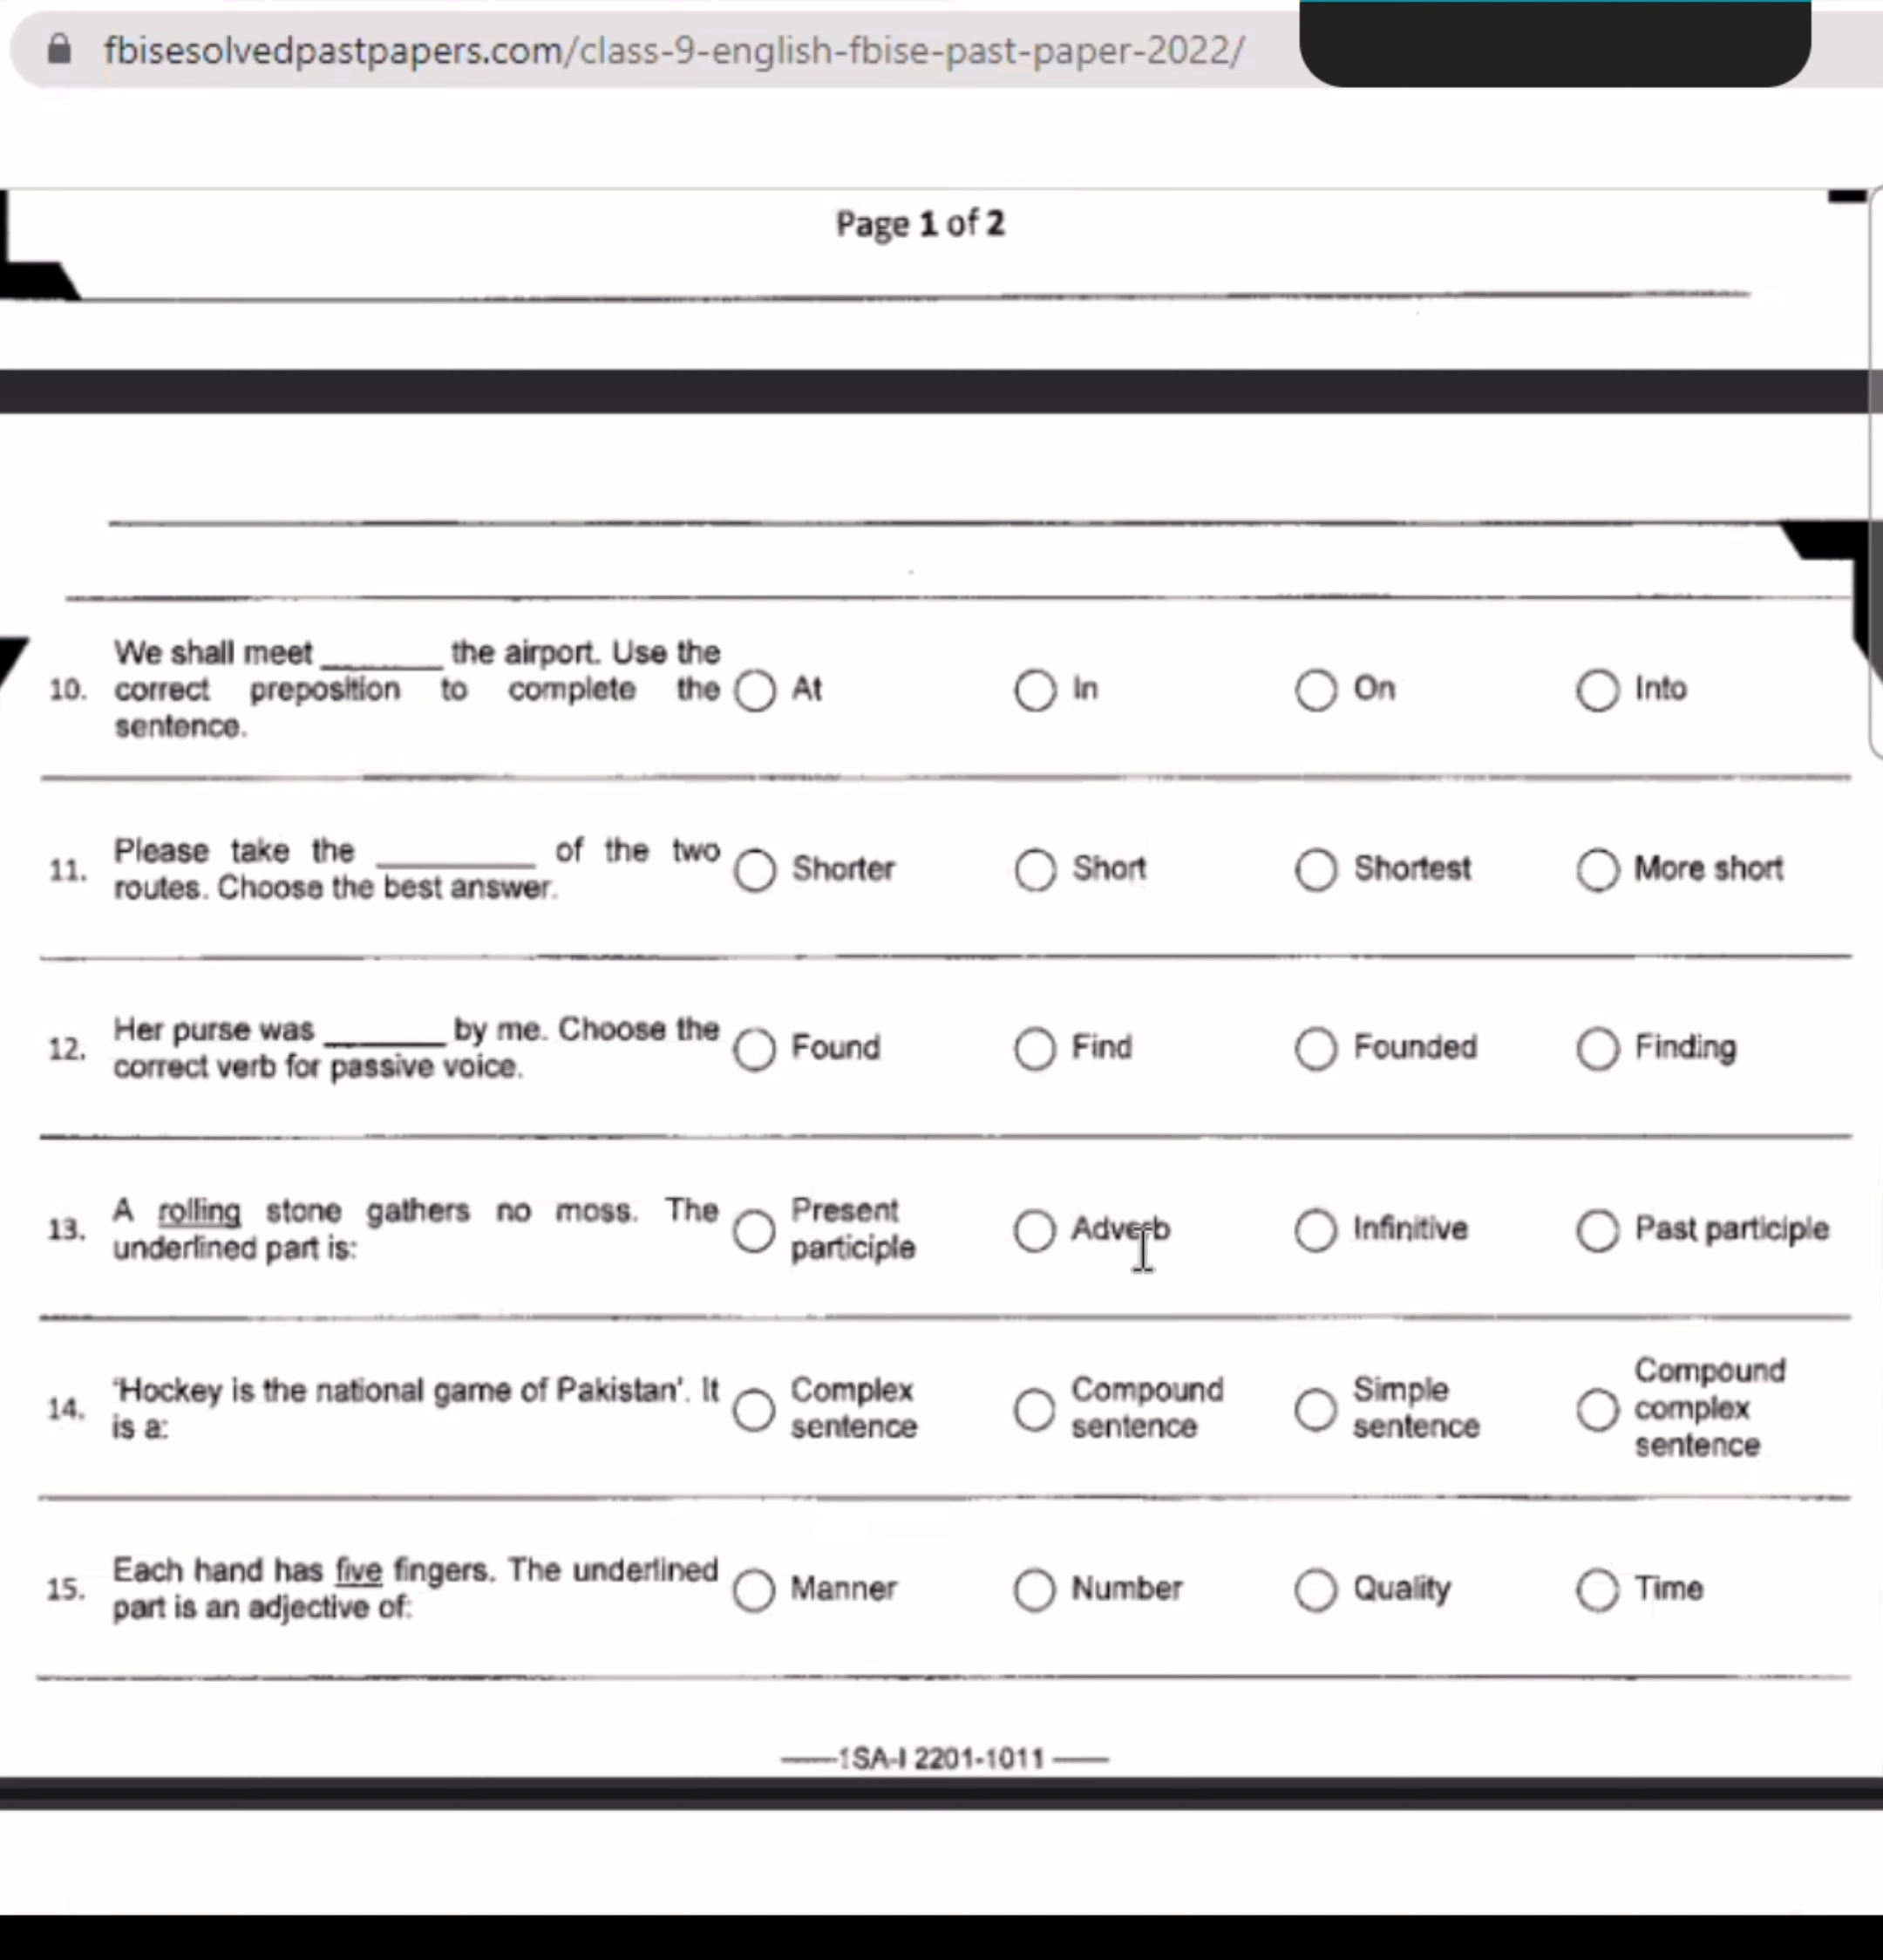 fbisesolvedpastpapers.com/class-9-english-fbise-past-paper-2022/
Page 1 of 2
10. We shall meet ______ the airport. Use the correct preposition to complete the sentence. At In On Into
11. Please take the ______ of the two routes. Choose the best answer. Shorter Short Shortest More short
12. Her purse was ______ by me. Choose the correct verb for passive voice. Found Find Founded Finding
13. A rolling stone gathers no moss. The underlined part is: Present participle Adverb Infinitive Past participle
14. ‘Hockey is the national game of Pakistan’. It is a: Complex sentence Compound sentence Simple sentence Compound complex sentence
15. Each hand has five fingers. The underlined part is an adjective of: Manner Number Quality Time
——1SA-I 2201-1011 ——